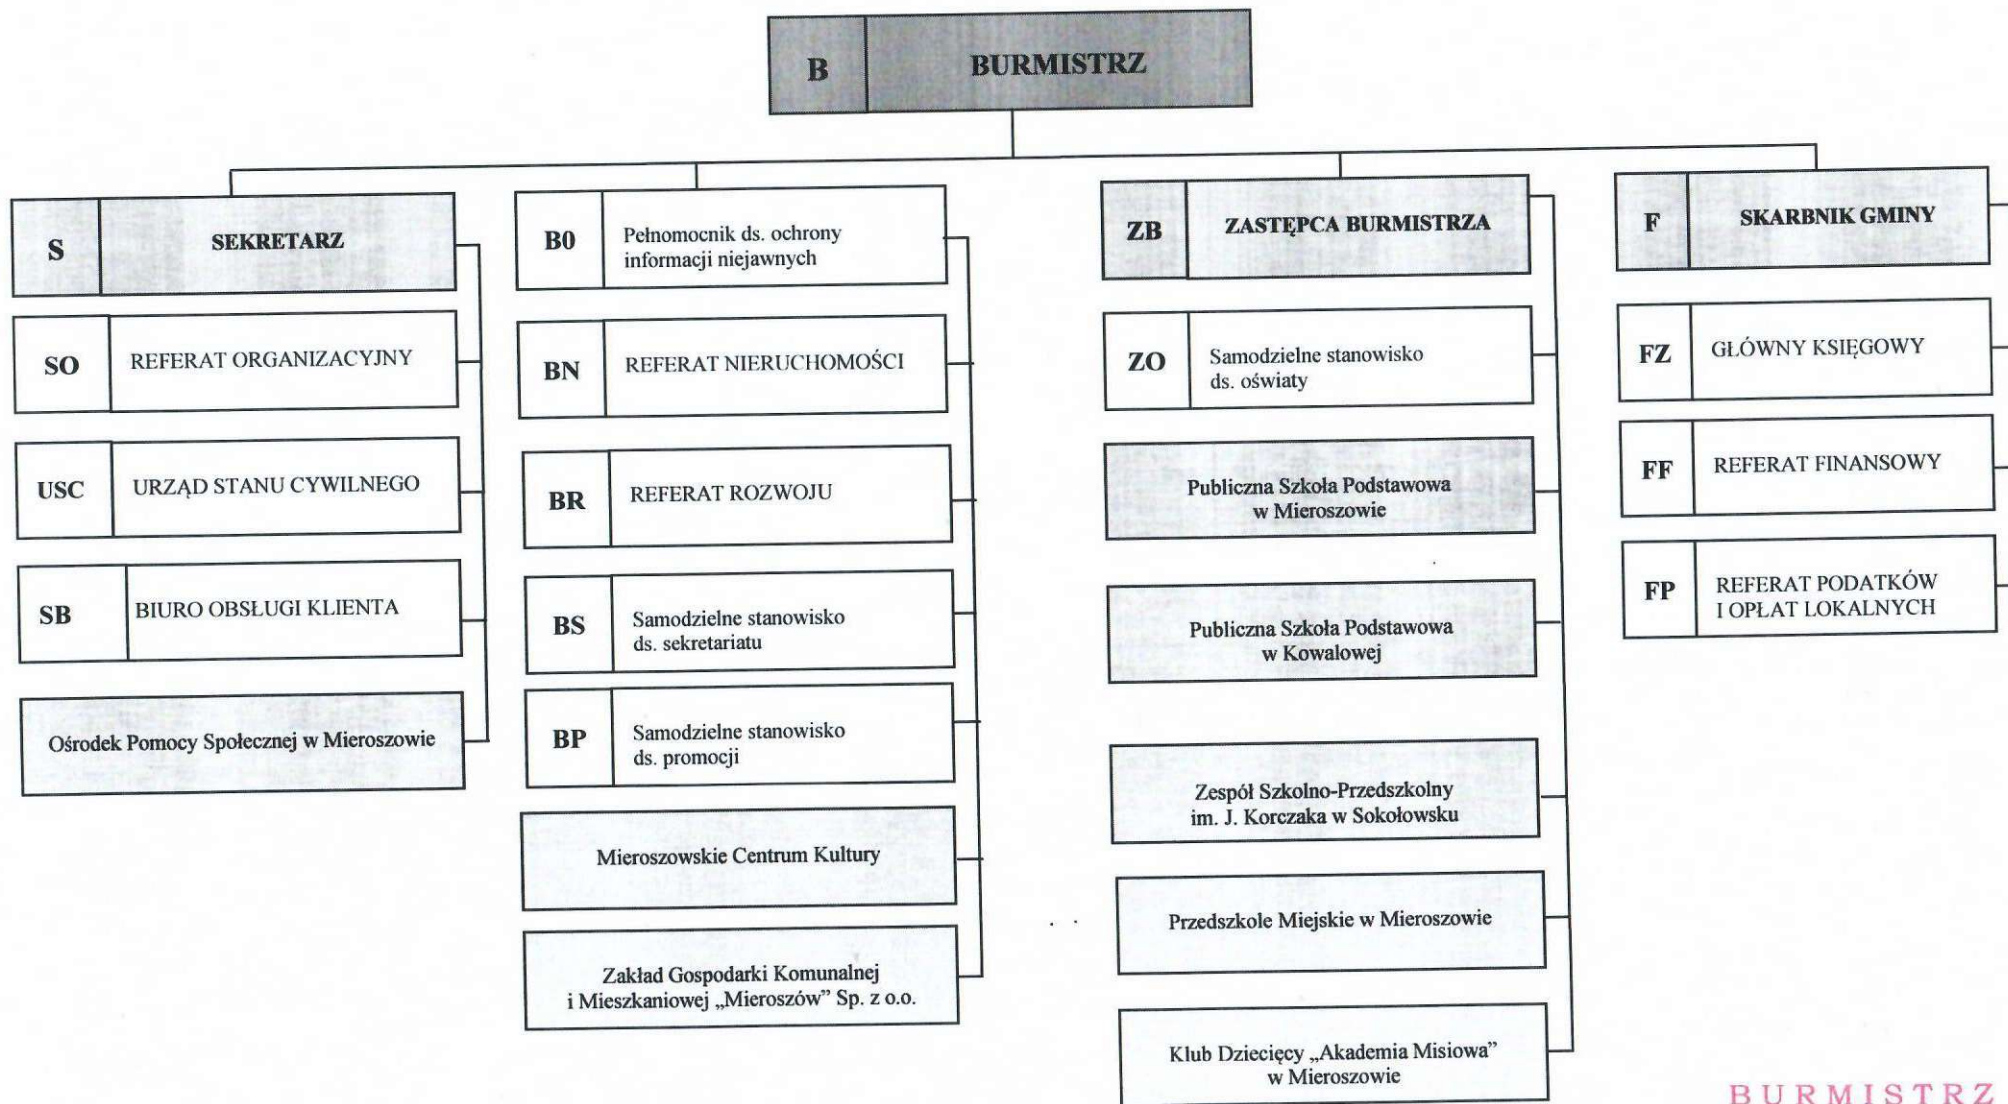 B
BURMISTRZ
S
SEKRETARZ
SO
REFERAT ORGANIZACYJNY
USC
URZĄD STANU CYWILNEGO
SB
BIURO OBSŁUGI KLIENTA
Ośrodek Pomocy Społecznej w Mieroszowie
B0
Pełnomocnik ds. ochrony
informacji niejawnych
BN
REFERAT NIERUCHOMOŚCI
BR
REFERAT ROZWOJU
BS
Samodzielne stanowisko
ds. sekretariatu
BP
Samodzielne stanowisko
ds. promocji
Mieroszowskie Centrum Kultury
Zakład Gospodarki Komunalnej
i Mieszkaniowej „Mieroszów” Sp. z o.o.
ZB
ZASTĘPCA BURMISTRZA
ZO
Samodzielne stanowisko
ds. oświaty
Publiczna Szkoła Podstawowa
w Mieroszowie
Publiczna Szkoła Podstawowa
w Kowalowej
Zespół Szkolno-Przedszkolny
im. J. Korczaka w Sokołowsku
Przedszkole Miejskie w Mieroszowie
Klub Dziecięcy „Akademia Misiowa”
w Mieroszowie
F
SKARBNIK GMINY
FZ
GŁÓWNY KSIĘGOWY
FF
REFERAT FINANSOWY
FP
REFERAT PODATKÓW
I OPŁAT LOKALNYCH
BURMISTRZ